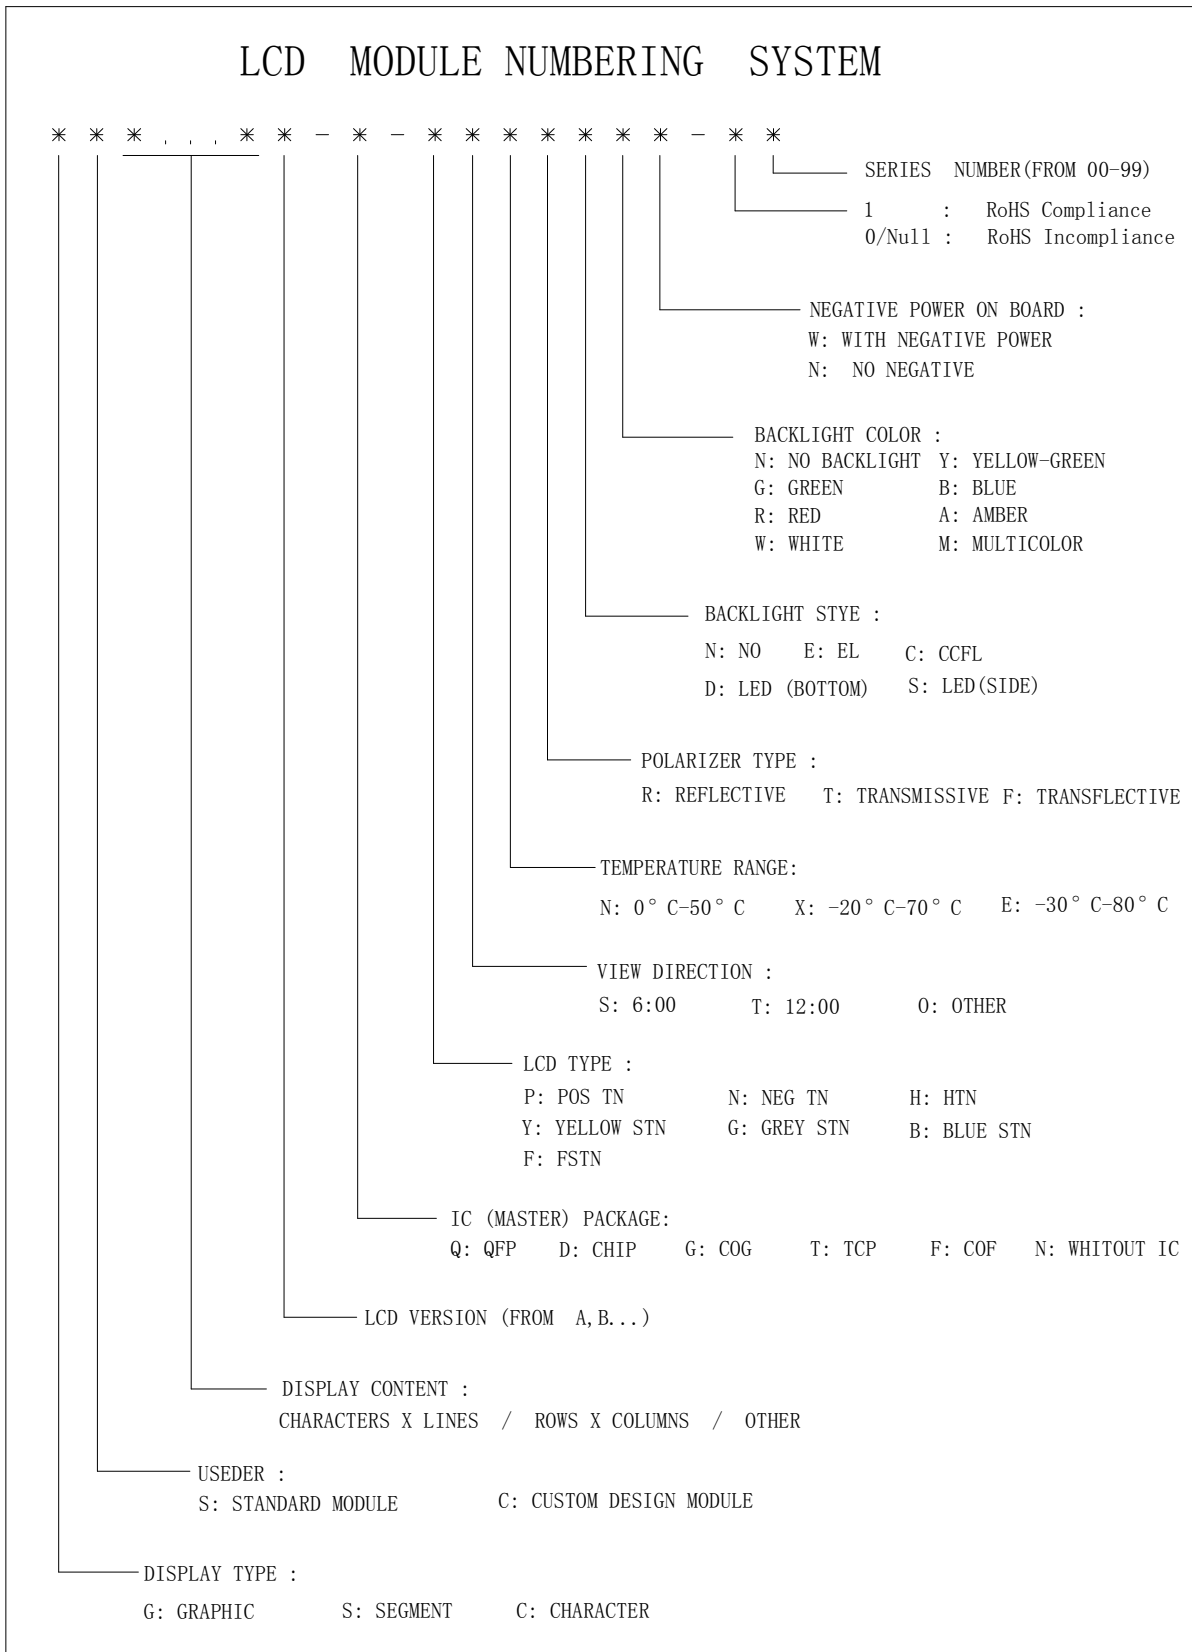 LCD MODULE NUMBERING SYSTEM
* * * . . . * * - * - * * * * * * * - * *
SERIES NUMBER(FROM 00-99)
1 : RoHS Compliance
0/Null : RoHS Incompliance
NEGATIVE POWER ON BOARD :
W: WITH NEGATIVE POWER
N: NO NEGATIVE
BACKLIGHT COLOR :
N: NO BACKLIGHT Y: YELLOW-GREEN
G: GREEN B: BLUE
R: RED A: AMBER
W: WHITE M: MULTICOLOR
BACKLIGHT STYE :
N: NO E: EL C: CCFL
D: LED (BOTTOM) S: LED(SIDE)
POLARIZER TYPE :
R: REFLECTIVE T: TRANSMISSIVE F: TRANSFLECTIVE
TEMPERATURE RANGE:
N: 0° C-50° C X: -20° C-70° C E: -30° C-80° C
VIEW DIRECTION :
S: 6:00 T: 12:00 O: OTHER
LCD TYPE :
P: POS TN N: NEG TN H: HTN
Y: YELLOW STN G: GREY STN B: BLUE STN
F: FSTN
IC (MASTER) PACKAGE:
Q: QFP D: CHIP G: COG T: TCP F: COF N: WHITOUT IC
LCD VERSION (FROM A,B...)
DISPLAY CONTENT :
CHARACTERS X LINES / ROWS X COLUMNS / OTHER
USEDER :
S: STANDARD MODULE C: CUSTOM DESIGN MODULE
DISPLAY TYPE :
G: GRAPHIC S: SEGMENT C: CHARACTER